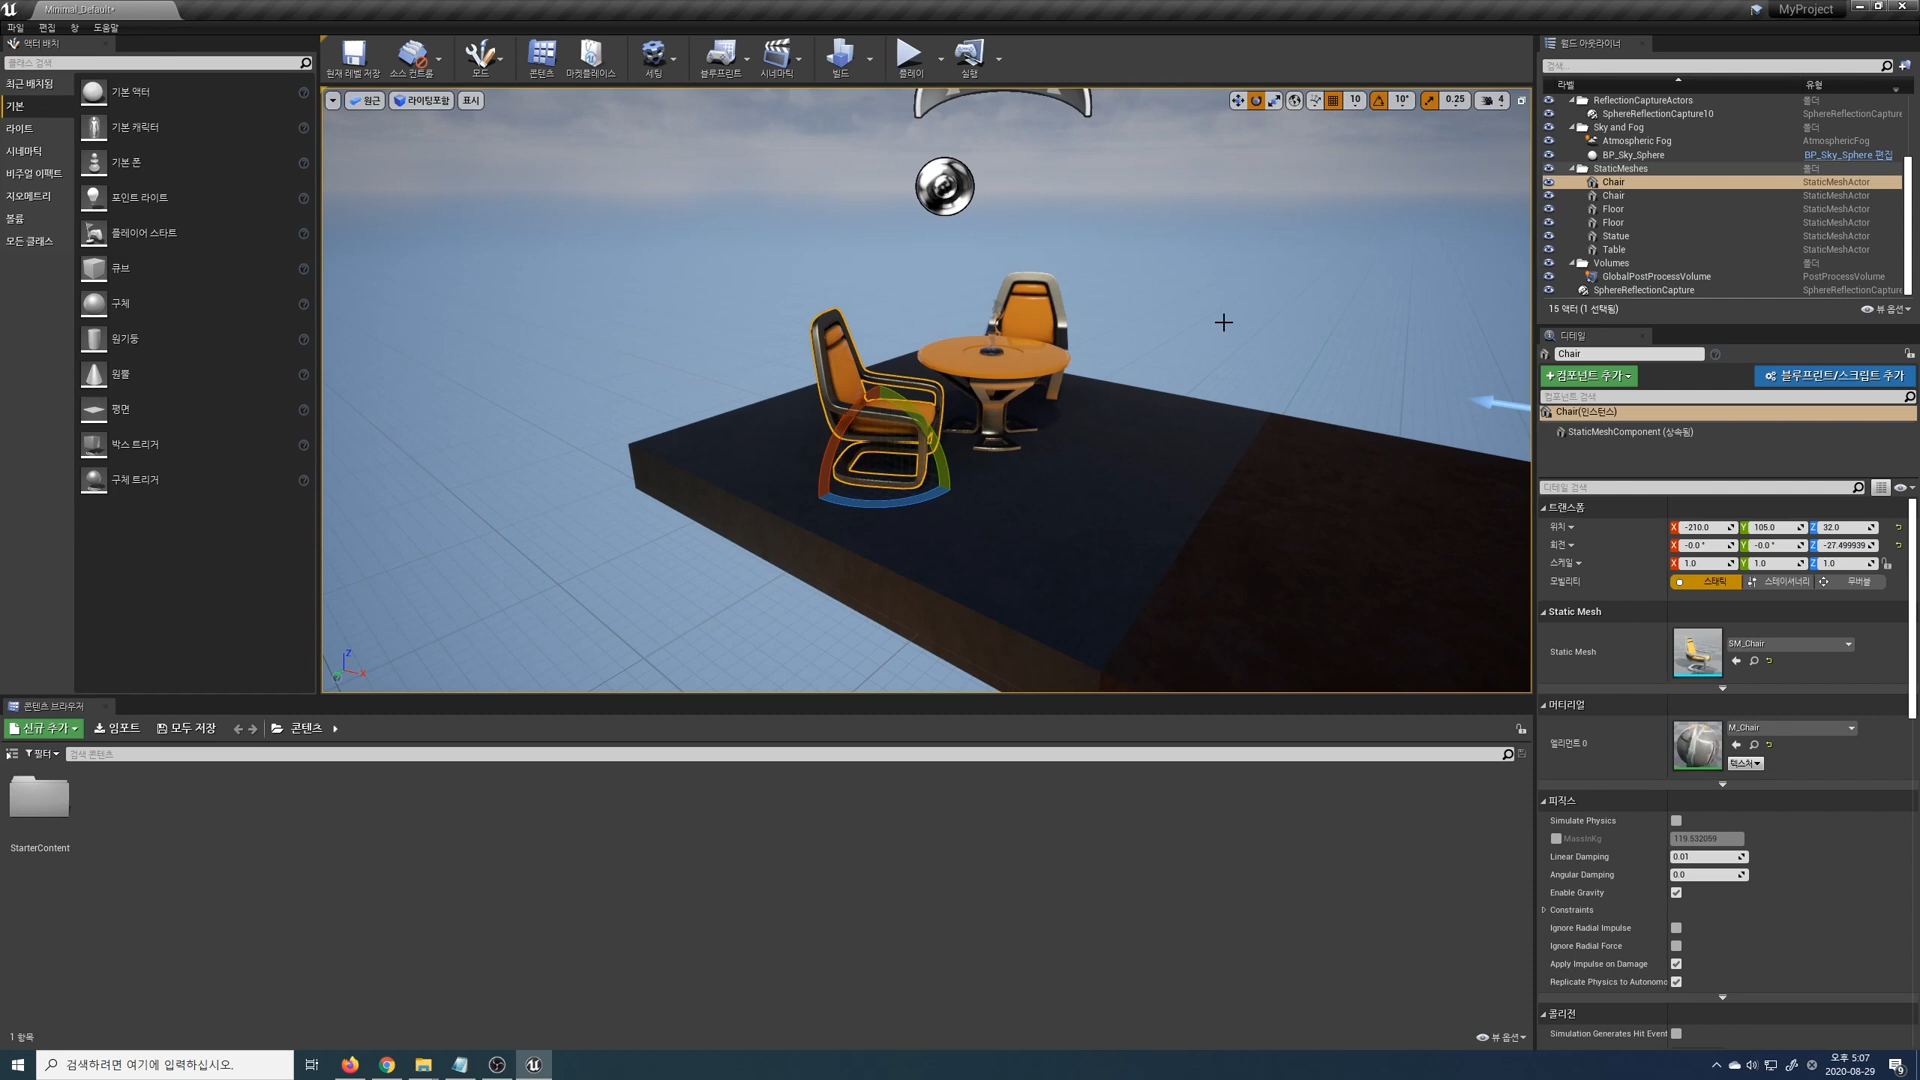 Minimal_Default*
MyProject
파일 편집 창 도움말
액터 배치
클래스 검색
최근 배치됨
기본
라이트
시네마틱
비주얼 이펙트
지오메트리
볼륨
모든 클래스
기본 액터
기본 캐릭터
기본 폰
포인트 라이트
플레이어 스타트
큐브
구체
원기둥
원뿔
평면
박스 트리거
구체 트리거
현재 레벨 저장 소스 컨트롤 모드 콘텐츠 마켓플레이스 세팅 블루프린트 시네마틱 빌드 플레이 실행
원근 라이팅포함 표시
10 10° 0.25 4
Z
X
월드 아웃라이너
검색...
라벨 유형
ReflectionCaptureActors 폴더
SphereReflectionCapture10 SphereReflectionCapture
Sky and Fog 폴더
Atmospheric Fog AtmosphericFog
BP_Sky_Sphere BP_Sky_Sphere 편집
StaticMeshes 폴더
Chair StaticMeshActor
Chair StaticMeshActor
Floor StaticMeshActor
Floor StaticMeshActor
Statue StaticMeshActor
Table StaticMeshActor
Volumes 폴더
GlobalPostProcessVolume PostProcessVolume
SphereReflectionCapture SphereReflectionCapture
15 액터 (1 선택됨) 뷰 옵션
디테일
Chair
+컴포넌트 추가 블루프린트/스크립트 추가
컴포넌트 검색
Chair(인스턴스)
StaticMeshComponent (상속됨)
디테일 검색
트랜스폼
위치 X -210.0 Y 105.0 Z 32.0
회전 X -0.0 ° Y -0.0 ° Z -27.499939
스케일 X 1.0 Y 1.0 Z 1.0
모빌리티 스태틱 스테이셔너리 무버블
Static Mesh
Static Mesh SM_Chair
머티리얼
엘리먼트 0 M_Chair
텍스처
피직스
Simulate Physics
MassInKg 119.532059
Linear Damping 0.01
Angular Damping 0.0
Enable Gravity
Constraints
Ignore Radial Impulse
Ignore Radial Force
Apply Impulse on Damage
Replicate Physics to Autonomo
콜리전
Simulation Generates Hit Event
콘텐츠 브라우저
신규 추가 임포트 모두 저장 콘텐츠
필터 검색 콘텐츠
StarterContent
1 항목 뷰 옵션
검색하려면 여기에 입력하십시오.
오후 5:07
2020-08-29
9